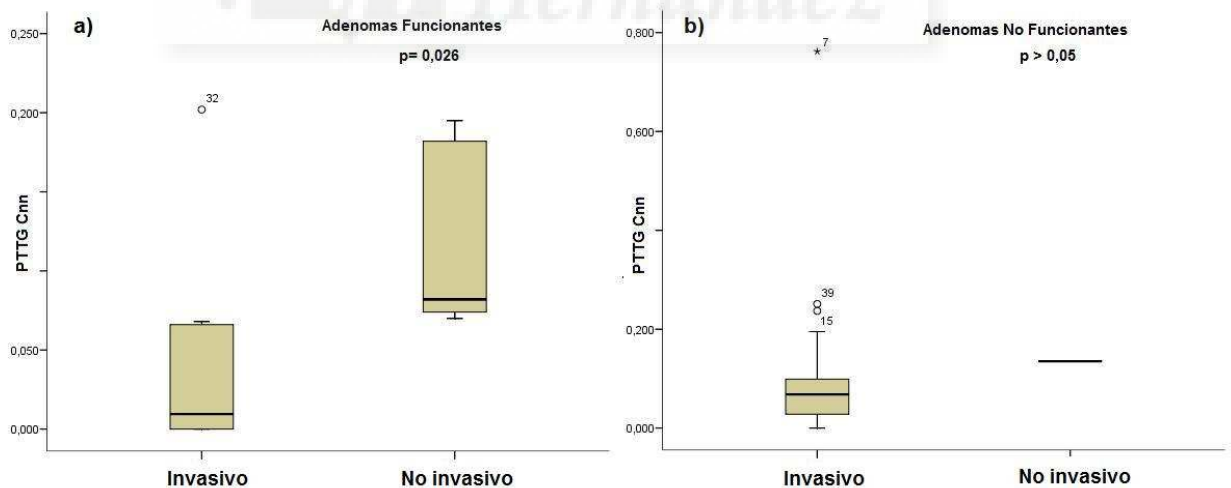 Hernández
a)
Adenomas Funcionantes
p= 0,026
PTTG Cnn
0,250
0,200
0,050
0,000
32
Invasivo
No invasivo
b)
Adenomas No Funcionantes
p > 0,05
PTTG Cnn
0,800
0,600
0,200
0,000
7
39
15
Invasivo
No invasivo